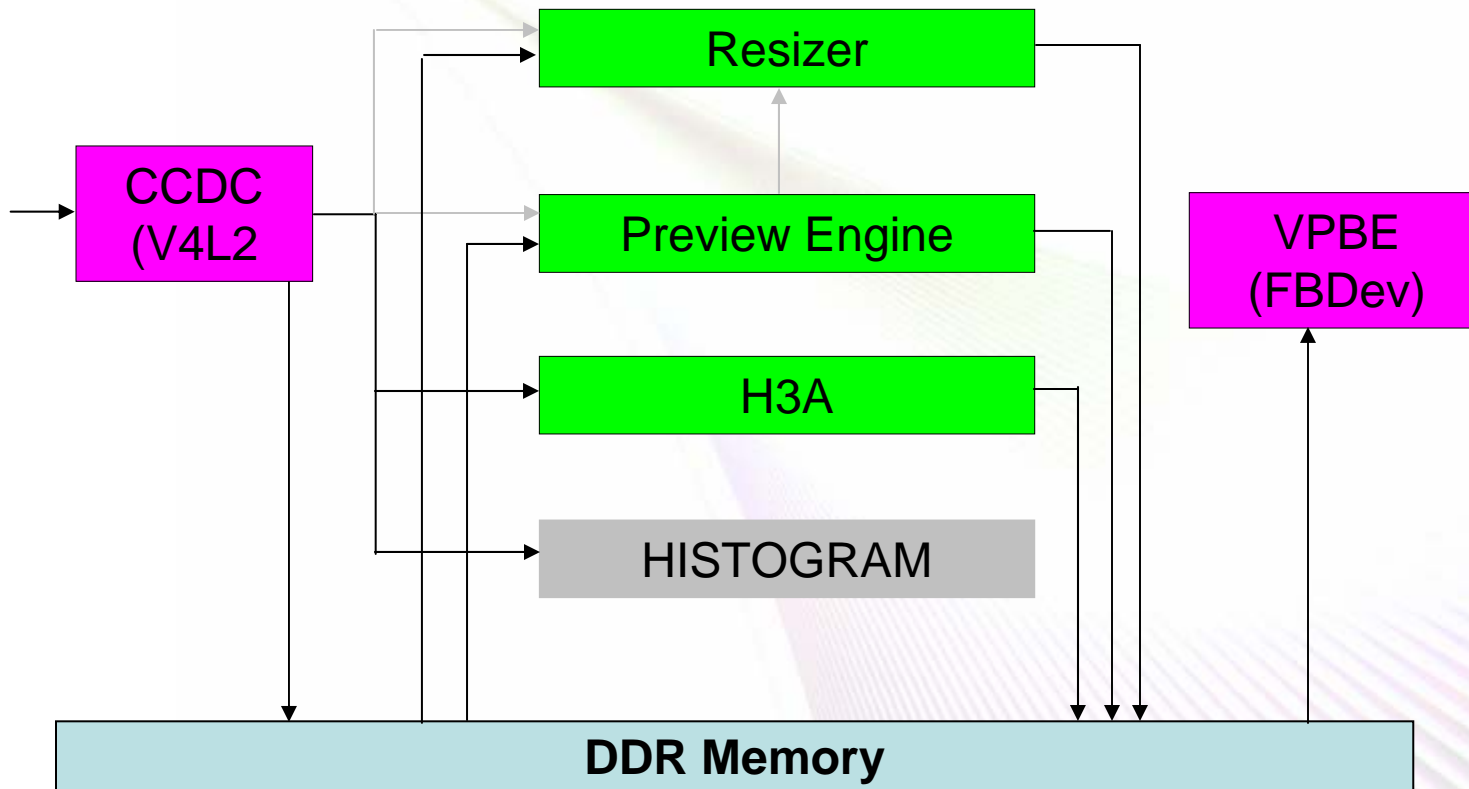 Resizer
CCDC
(V4L2
Preview Engine
VPBE
(FBDev)
H3A
HISTOGRAM
DDR Memory